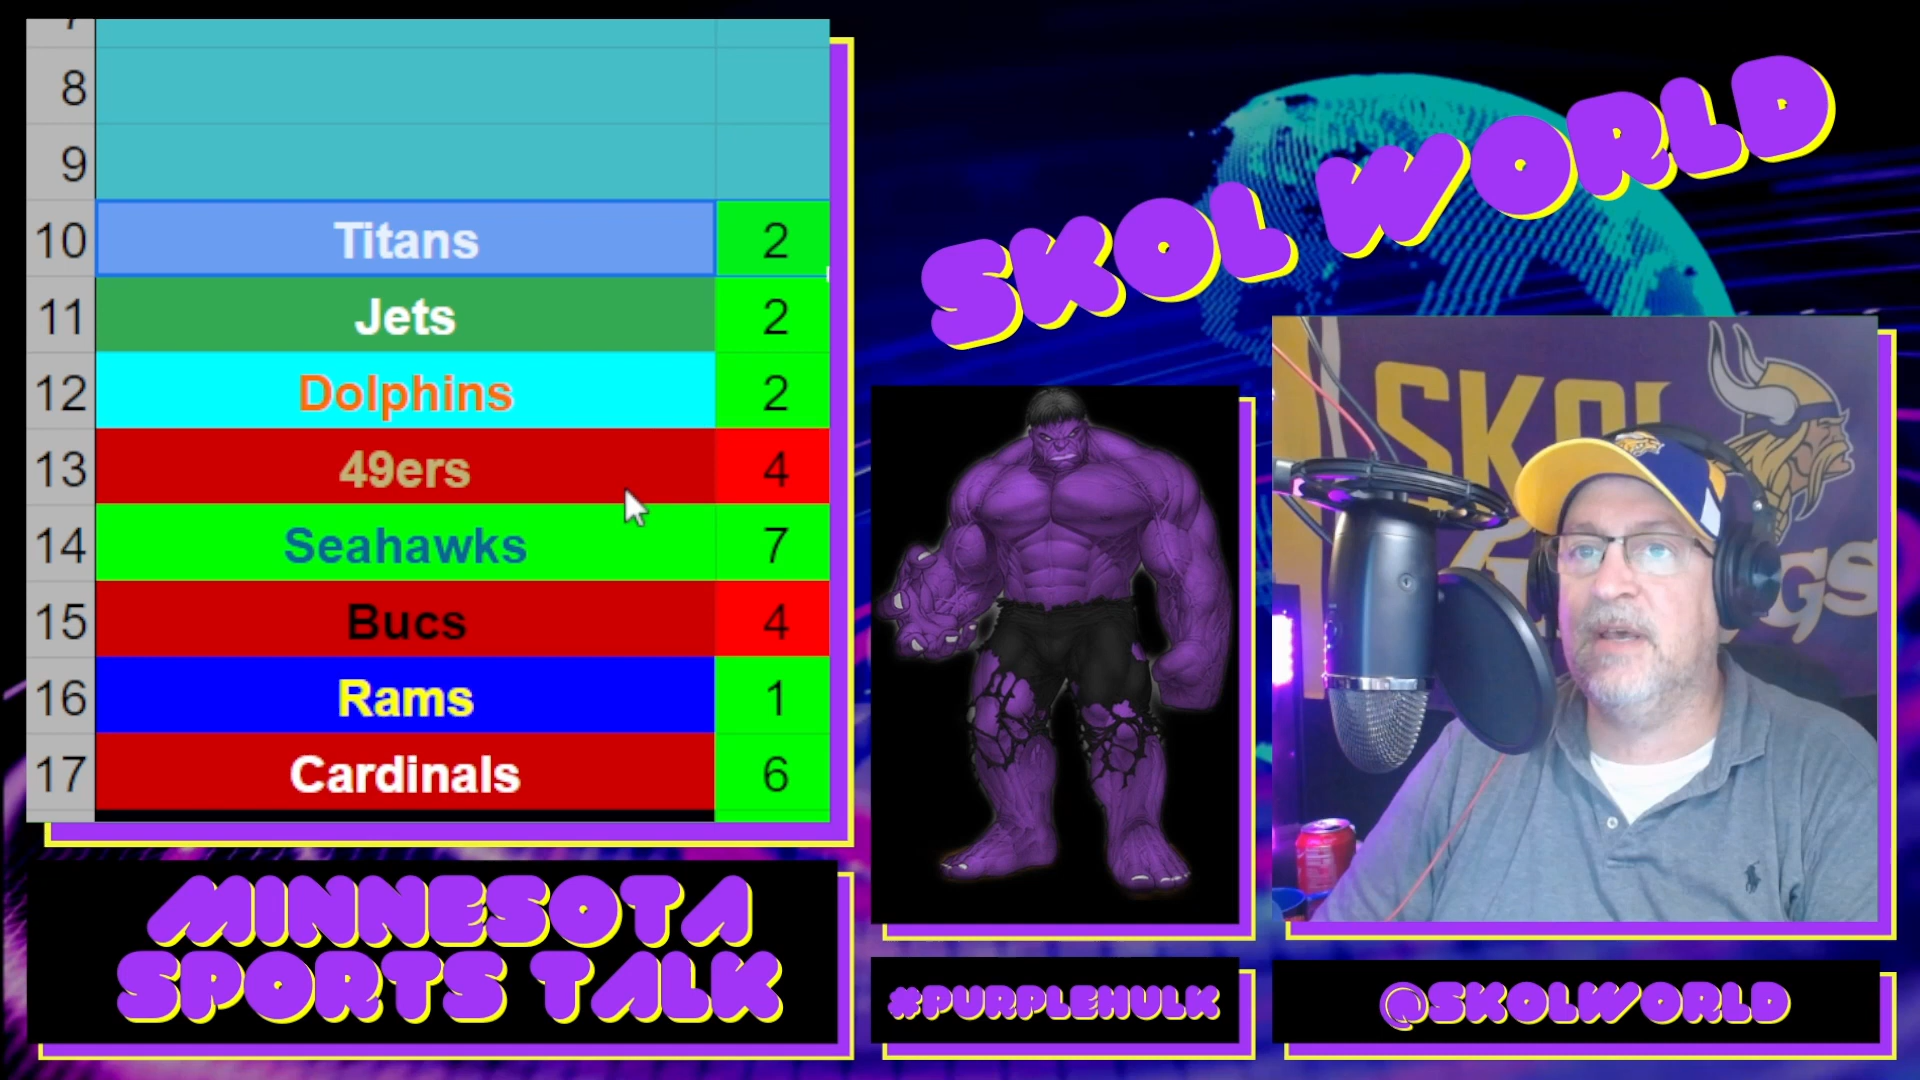 8
9
10 Titans 2
11 Jets 2
12 Dolphins 2
13 49ers 4
14 Seahawks 7
15 Bucs 4
16 Rams 1
17 Cardinals 6
MINNESOTA
SPORTS TALK
SKOL WORLD
#PURPLEHULK
SKOL
@SKOLWORLD